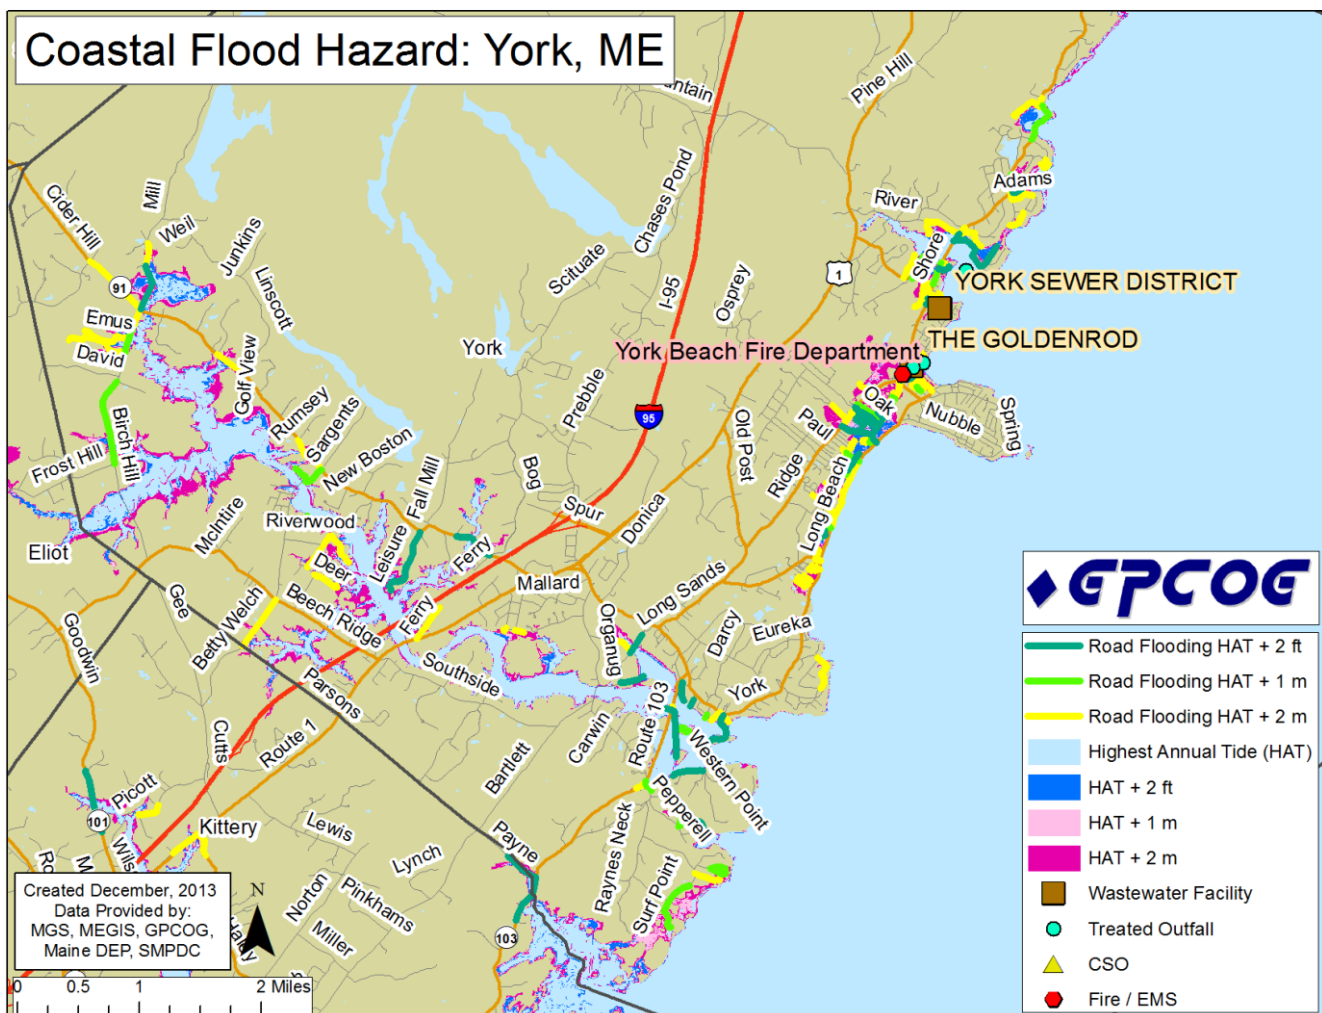 Coastal Flood Hazard: York, ME
Pine Hill
Cider Hill
Mill
Weil
Junkins
Linscott
Scituate
Chases Pond
I-95
Osprey
River
Adams
Shore
1
91
YORK SEWER DISTRICT
THE GOLDENROD
York Beach Fire Department
Emus
David
Golf View
York
Prebble
95
Old Post
Paul
Oak
Nubble
Spring
Birch Hill
Frost Hill
Rumsey
Sargents
New Boston
Fall Mill
Bog
Spur
Donica
Ridge
Long Beach
McIntire
Riverwood
Eliot
Deer
Leisure
Ferry
Mallard
Long Sands
Gee
Betty Welch
Beech Ridge
Ferry
Organug
Darcy
Eureka
Goodwin
Parsons
Southside
York
Route 103
Carwin
Bartlett
Western Point
Cutts
Route 1
Pepperell
Picott
101
Kittery
Lewis
Lynch
Payne
Raynes Neck
Surf Point
Norton
Pinkhams
Miller
103
GPCOG
Road Flooding HAT + 2 ft
Road Flooding HAT + 1 m
Road Flooding HAT + 2 m
Highest Annual Tide (HAT)
HAT + 2 ft
HAT + 1 m
HAT + 2 m
Wastewater Facility
Treated Outfall
CSO
Fire / EMS
Created December, 2013
Data Provided by:
MGS, MEGIS, GPCOG,
Maine DEP, SMPDC
N
0 0.5 1 2 Miles